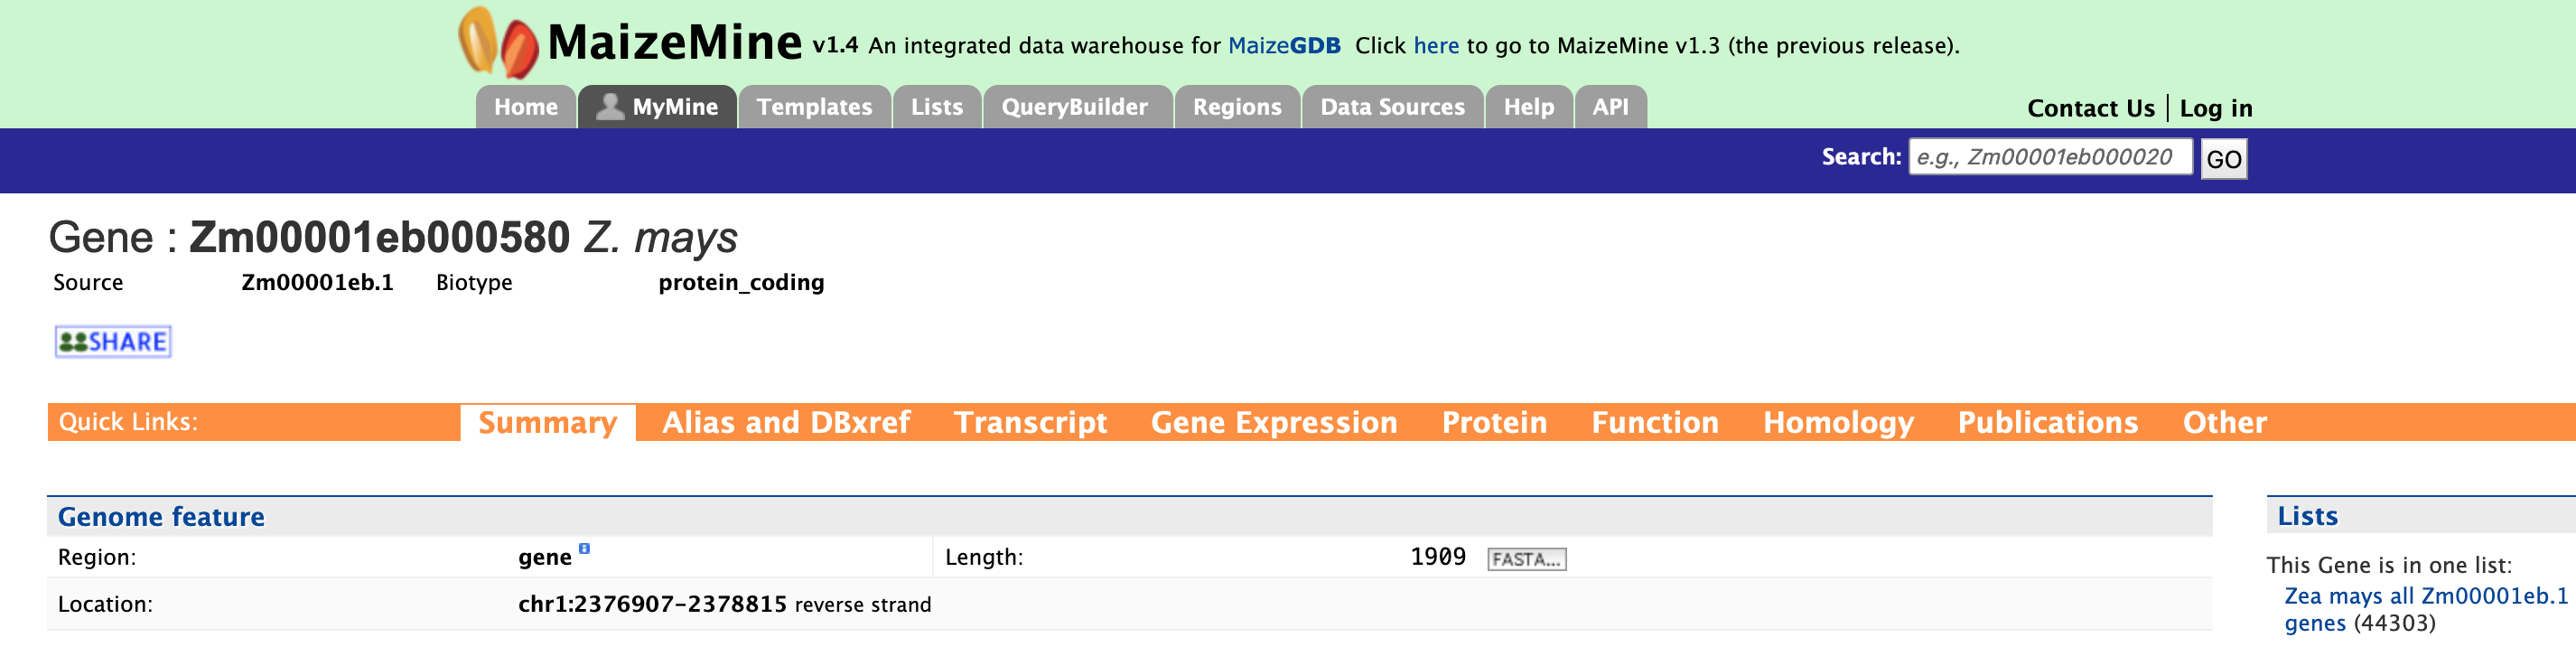 MaizeMine v1.4 An integrated data warehouse for MaizeGDB Click here to go to MaizeMine v1.3 (the previous release).
Home MyMine Templates Lists QueryBuilder Regions Data Sources Help API Contact Us | Log in
Search: e.g., Zm00001eb000020 GO
Gene : Zm00001eb000580 Z. mays
Source Zm00001eb.1 Biotype protein_coding
SHARE
Quick Links: Summary Alias and DBxref Transcript Gene Expression Protein Function Homology Publications Other
Genome feature
Region: gene i Length: 1909 FASTA...
Location: chr1:2376907-2378815 reverse strand
Lists
This Gene is in one list:
Zea mays all Zm00001eb.1
genes (44303)